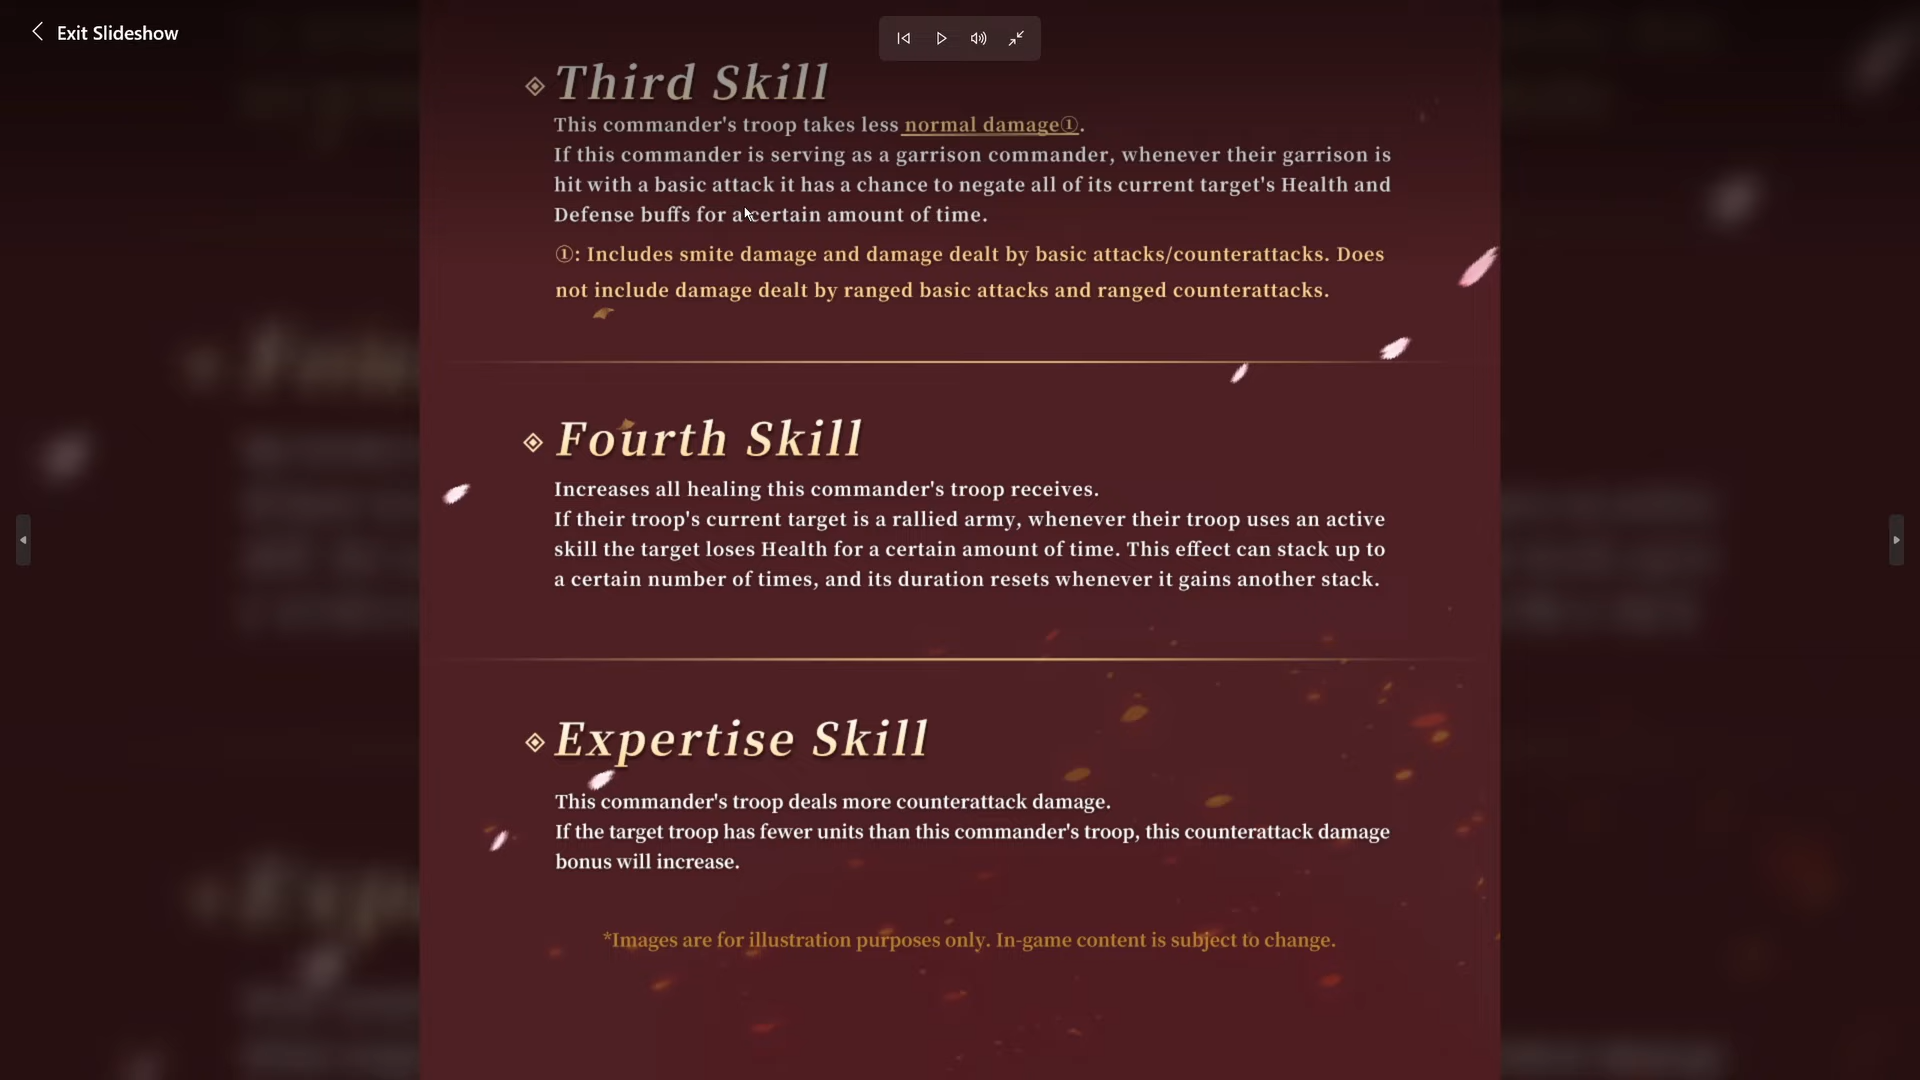 Exit Slideshow
Third Skill
This commander's troop takes less normal damage①.
If this commander is serving as a garrison commander, whenever their garrison is
hit with a basic attack it has a chance to negate all of its current target's Health and
Defense buffs for a certain amount of time.
①: Includes smite damage and damage dealt by basic attacks/counterattacks. Does
not include damage dealt by ranged basic attacks and ranged counterattacks.
Fourth Skill
Increases all healing this commander's troop receives.
If their troop's current target is a rallied army, whenever their troop uses an active
skill the target loses Health for a certain amount of time. This effect can stack up to
a certain number of times, and its duration resets whenever it gains another stack.
Expertise Skill
This commander's troop deals more counterattack damage.
If the target troop has fewer units than this commander's troop, this counterattack damage
bonus will increase.
*Images are for illustration purposes only. In-game content is subject to change.